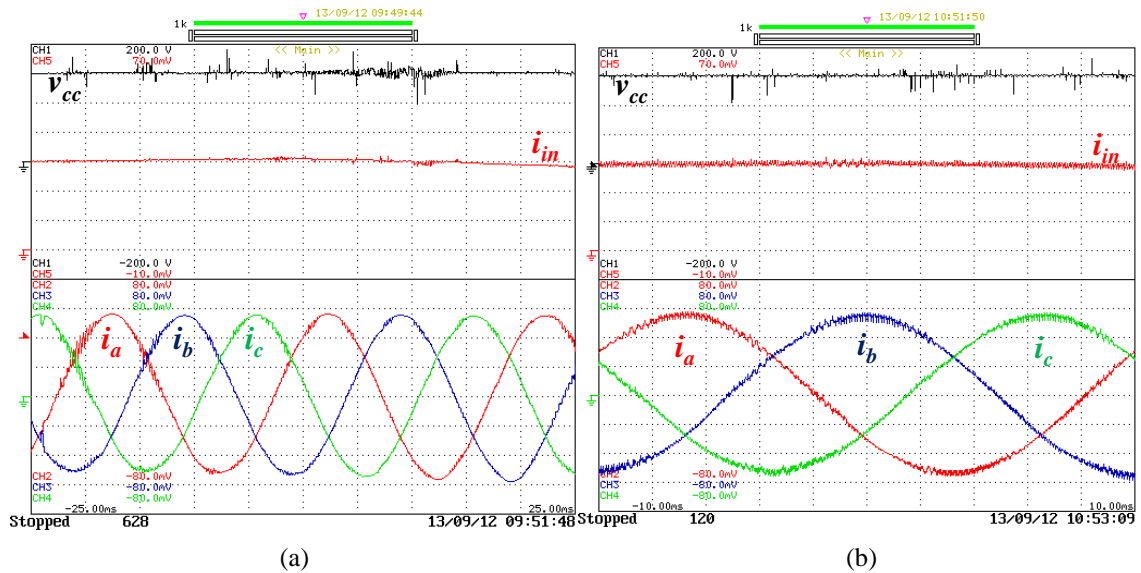 13/09/12 09:49:44
1k
<< Main >>
CH1 200.0 V
CH5 70.0mV
vcc
iin
CH1 -200.0 V
CH5 -10.0mV
CH2 80.0mV
CH3 80.0mV
CH4 80.0mV
ia ib ic
CH2 -80.0mV
CH3 -80.0mV
CH4 -80.0mV
-25.00ms 25.00ms
Stopped 628 13/09/12 09:51:48
(a)
13/09/12 10:51:50
1k
<< Main >>
CH1 200.0 V
CH5 70.0mV
vcc
iin
CH1 -200.0 V
CH5 -10.0mV
CH2 80.0mV
CH3 80.0mV
CH4 80.0mV
ia ib ic
CH2 -80.0mV
CH3 -80.0mV
CH4 -80.0mV
-10.00ms 10.00ms
Stopped 120 13/09/12 10:53:09
(b)